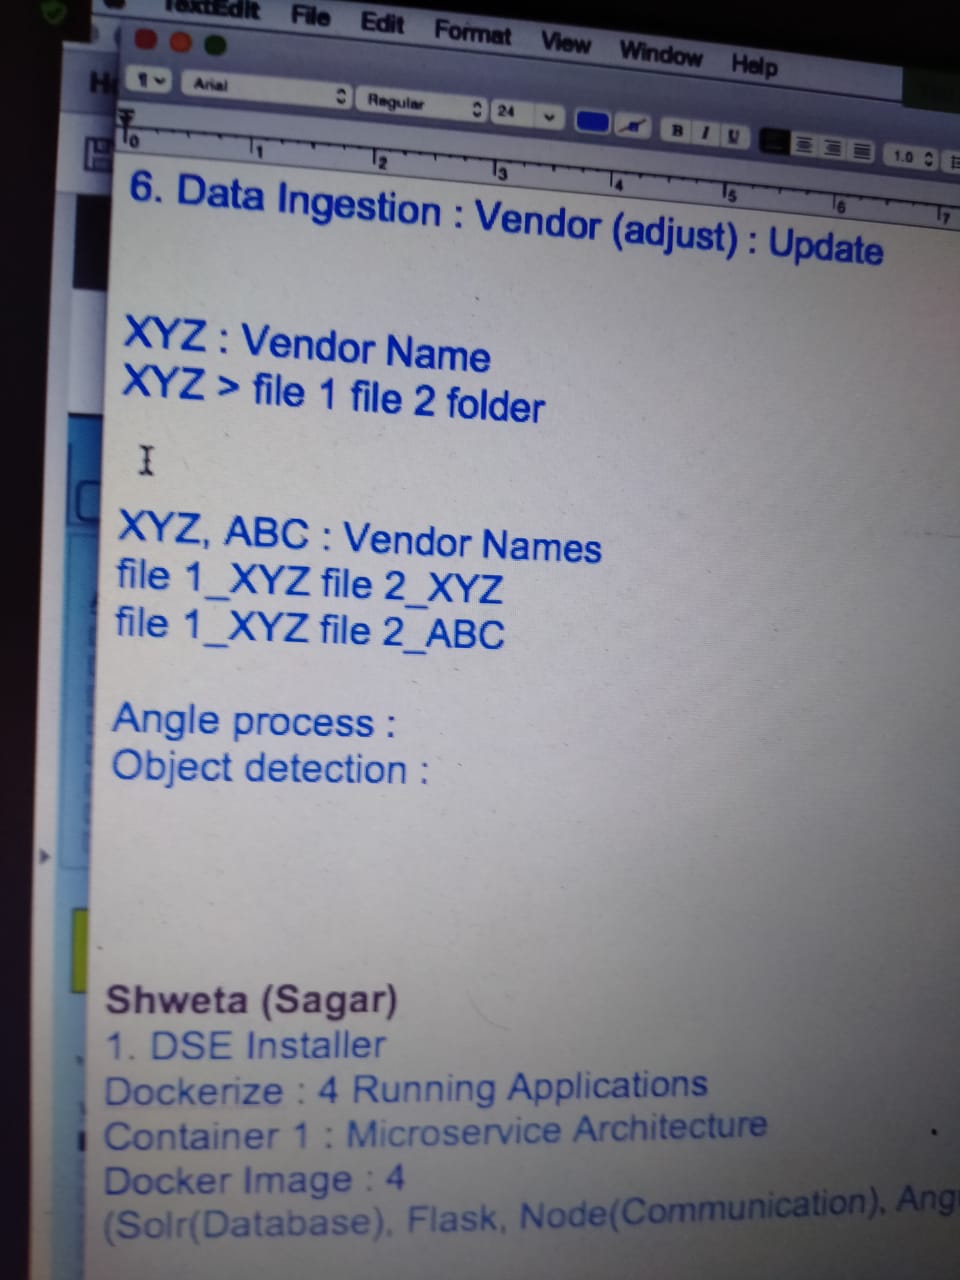 TextEdit File Edit Format View Window Help
Arial Regular 24 B I U 1.0
0 1 2 3 4 5 6 7
6. Data Ingestion : Vendor (adjust) : Update
XYZ : Vendor Name
XYZ > file 1 file 2 folder
XYZ, ABC : Vendor Names
file 1_XYZ file 2_XYZ
file 1_XYZ file 2_ABC
Angle process :
Object detection :
Shweta (Sagar)
1. DSE Installer
Dockerize : 4 Running Applications
Container 1 : Microservice Architecture
Docker Image : 4
(Solr(Database), Flask, Node(Communication), Ang